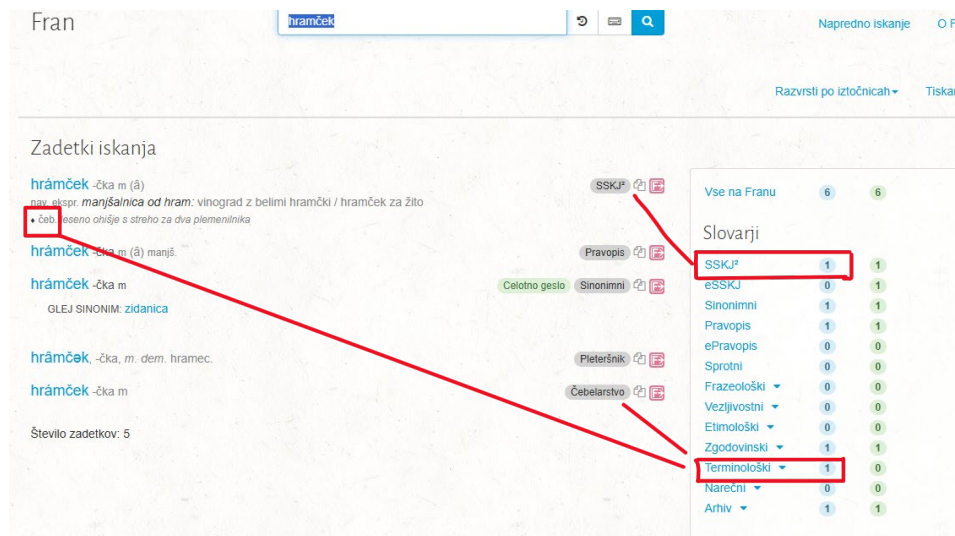 Fran
hramček
Napredno iskanje
O F
Razvrsti po iztočnicah
Tiskan
Zadetki iskanja
hrámček -čka m (ȃ)
SSKJ²
nav. ekspr. manjšalnica od hram: vinograd z belimi hramčki / hramček za žito
♦ čeb. leseno ohišje s streho za dva plemenilnika
hrámček -čka m (ȃ) manjš.
Pravopis
hrámček -čka m
Celotno geslo Sinonimni
GLEJ SINONIM: zidanica
hrȃmčǝk, -čka, m. dem. hramec.
Pleteršnik
hrámček -čka m
Čebelarstvo
Število zadetkov: 5
Vse na Franu 6 6
Slovarji
SSKJ² 1 1
eSSKJ 0 1
Sinonimni 1 1
Pravopis 1 1
ePravopis 0 0
Sprotni 0 0
Frazeološki 0 0
Vezljivostni 0 0
Etimološki 0 0
Zgodovinski 1 1
Terminološki 1 0
Narečni 0 0
Arhiv 1 1